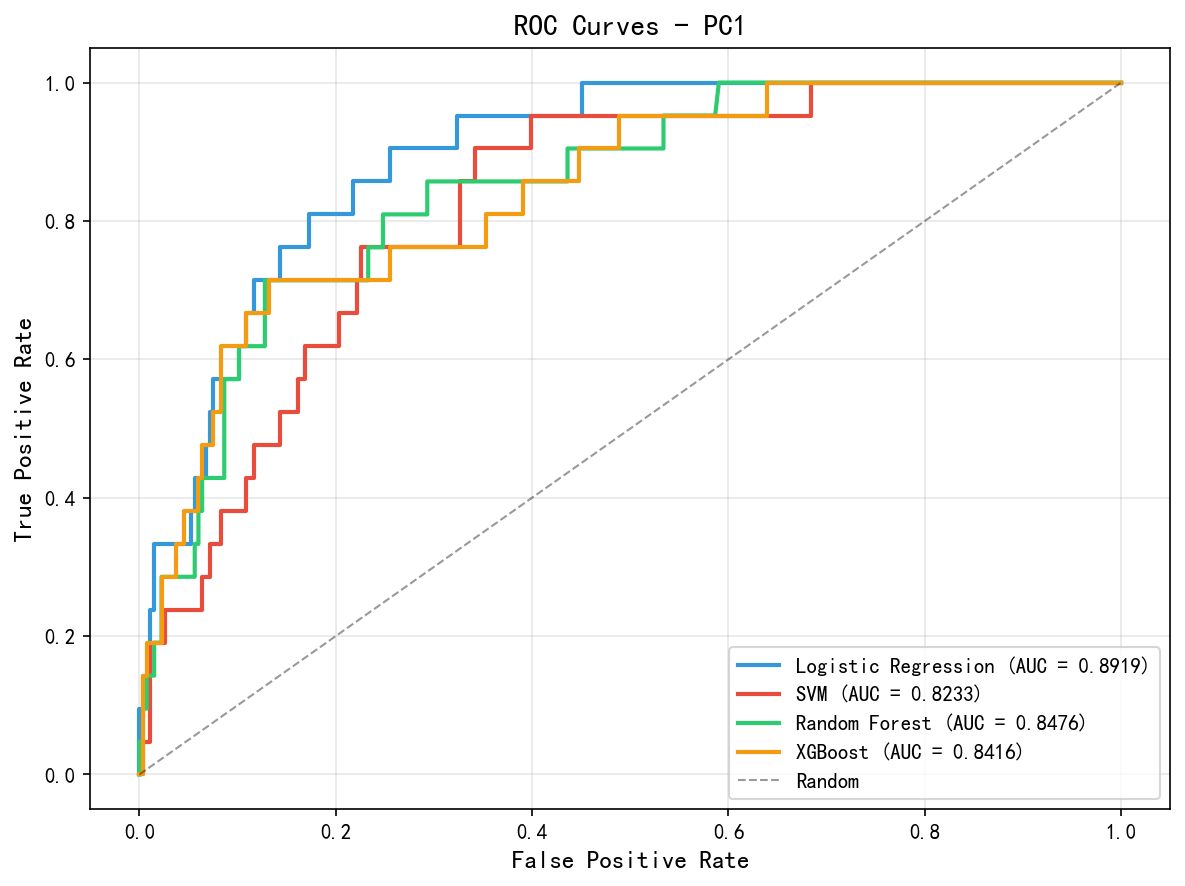 ROC Curves - PC1
True Positive Rate
1.0
0.8
0.6
0.4
0.2
0.0
Logistic Regression (AUC = 0.8919)
SVM (AUC = 0.8233)
Random Forest (AUC = 0.8476)
XGBoost (AUC = 0.8416)
Random
0.0 0.2 0.4 0.6 0.8 1.0
False Positive Rate